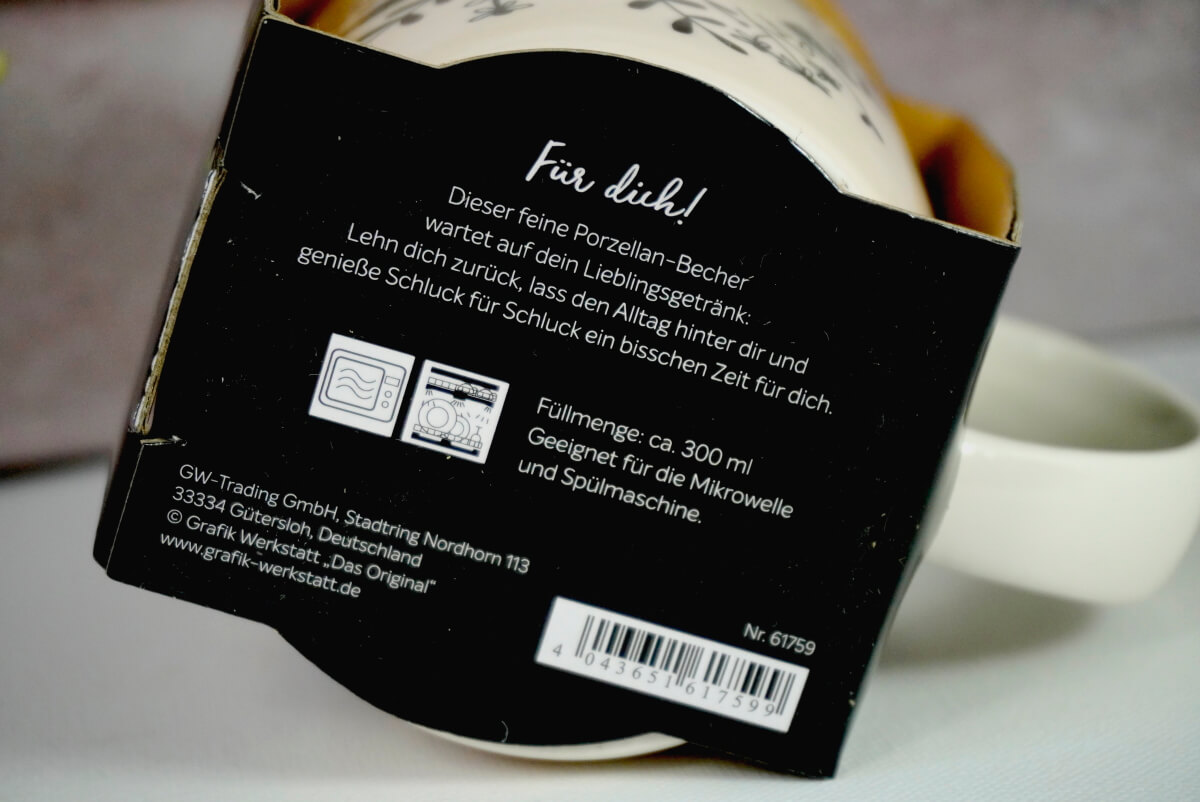 Für dich!
Dieser feine Porzellan-Becher
wartet auf dein Lieblingsgetränk:
Lehn dich zurück, lass den Alltag hinter dir und
genieße Schluck für Schluck ein bisschen Zeit für dich.
Füllmenge: ca. 300 ml
Geeignet für die Mikrowelle
und Spülmaschine.
GW-Trading GmbH, Stadtring Nordhorn 113
33334 Gütersloh, Deutschland
© Grafik Werkstatt „Das Original“
www.grafik-werkstatt.de
Nr. 61759
4 043651 617599